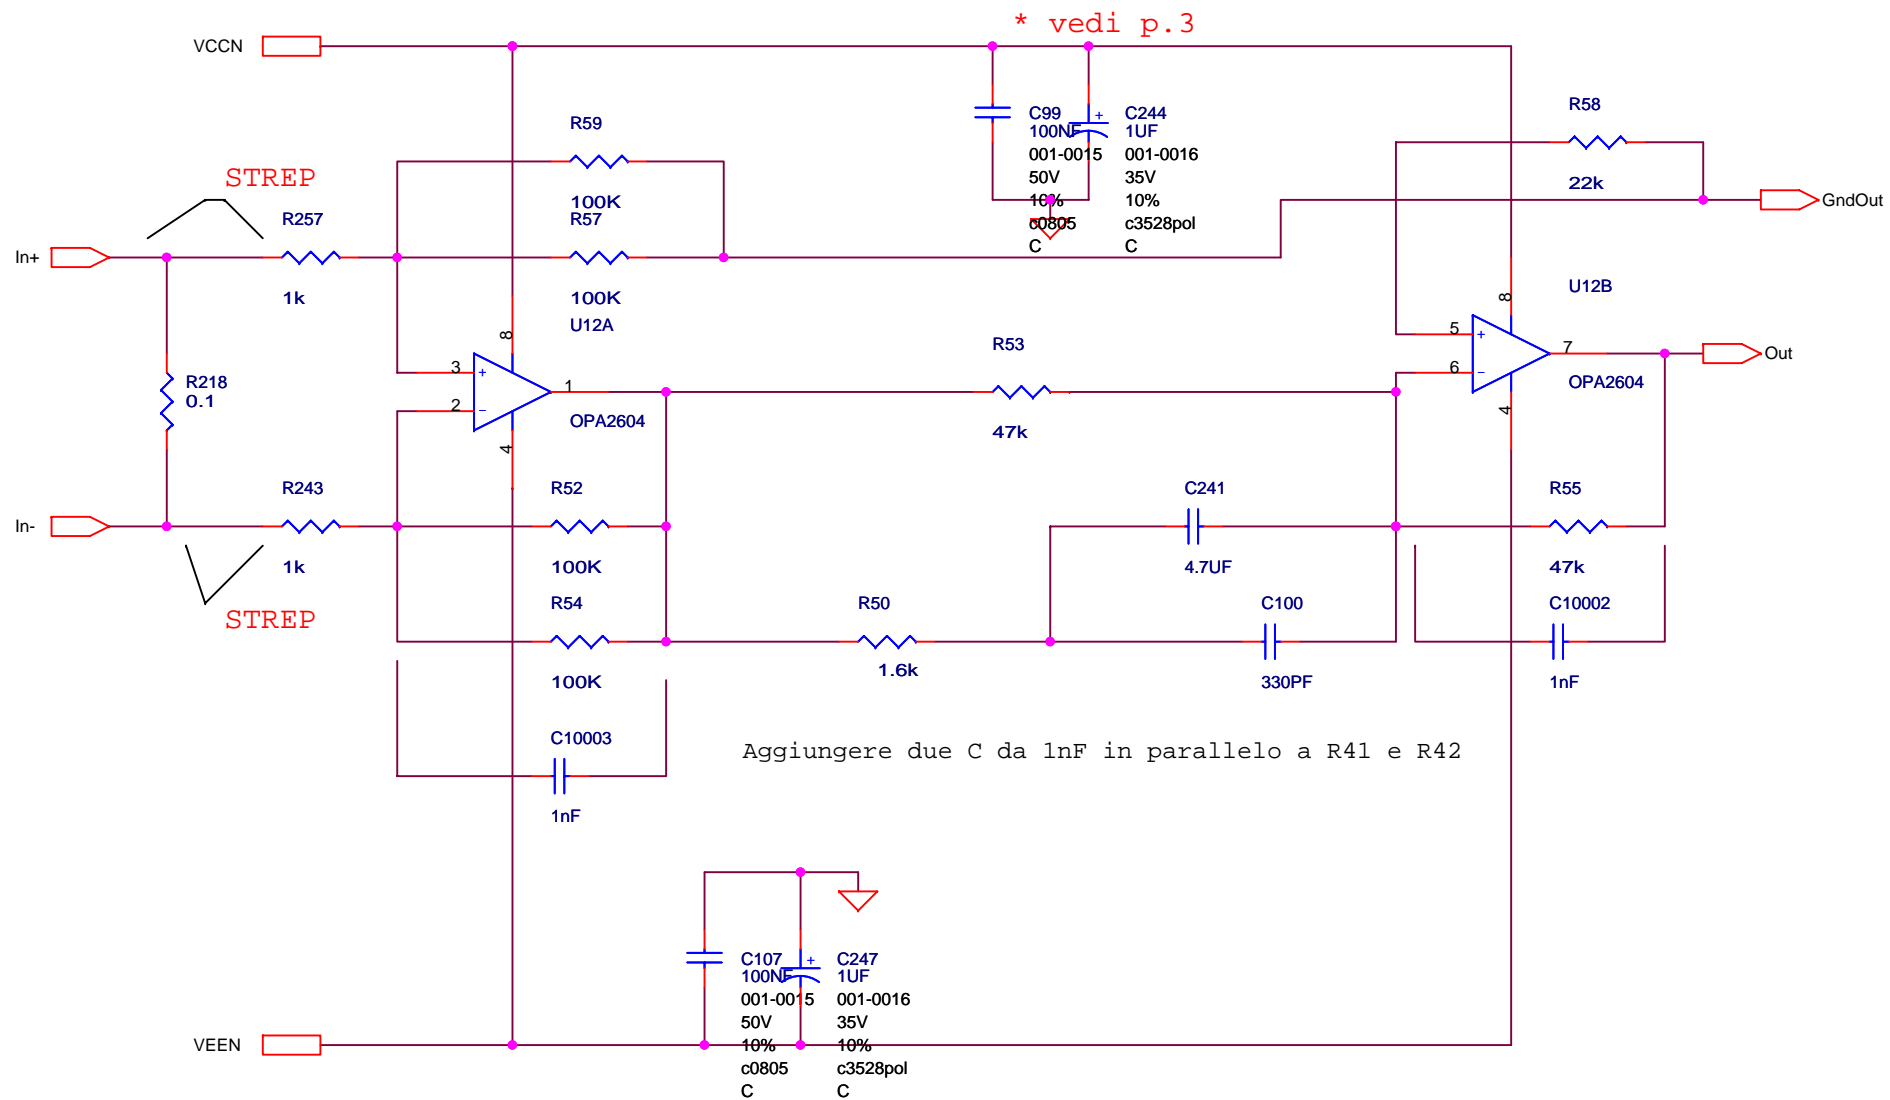 * vedi p.3
VCCN
R59
100K
STREP
R257
1k
R57
100K
In+
C99
100NF
001-0015
50V
10%
c0805
C
C244
1UF
001-0016
35V
10%
c3528pol
C
R58
22k
GndOut
U12A
8
3
2
1
4
OPA2604
R218
0.1
R53
47k
U12B
8
5
6
7
4
OPA2604
Out
In-
R243
1k
STREP
R52
100K
R54
100K
R50
1.6k
C241
4.7UF
C100
330PF
R55
47k
C10002
1nF
C10003
1nF
Aggiungere due C da 1nF in parallelo a R41 e R42
C107
100NF
001-0015
50V
10%
c0805
C
C247
1UF
001-0016
35V
10%
c3528pol
C
VEEN